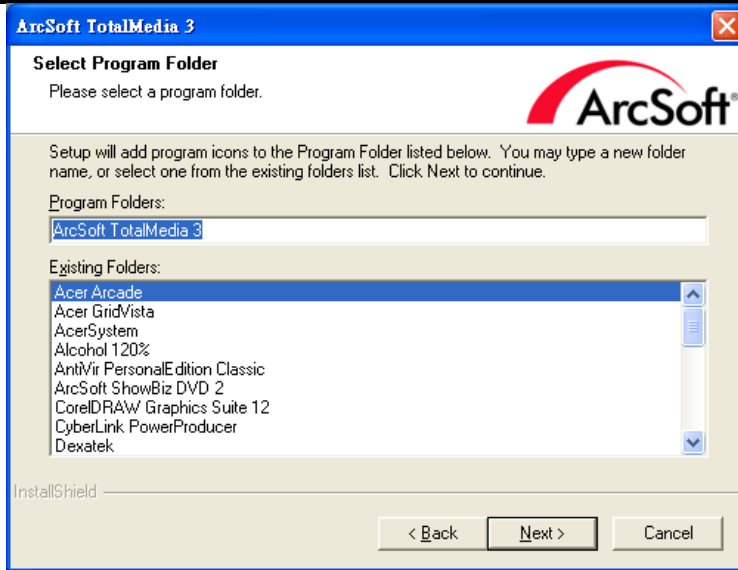 ArcSoft TotalMedia 3
Select Program Folder
Please select a program folder.
ArcSoft®
Setup will add program icons to the Program Folder listed below. You may type a new folder
name, or select one from the existing folders list. Click Next to continue.
Program Folders:
ArcSoft TotalMedia 3
Existing Folders:
Acer Arcade
Acer GridVista
AcerSystem
Alcohol 120%
AntiVir PersonalEdition Classic
ArcSoft ShowBiz DVD 2
CorelDRAW Graphics Suite 12
CyberLink PowerProducer
Dexatek
InstallShield
< Back
Next >
Cancel